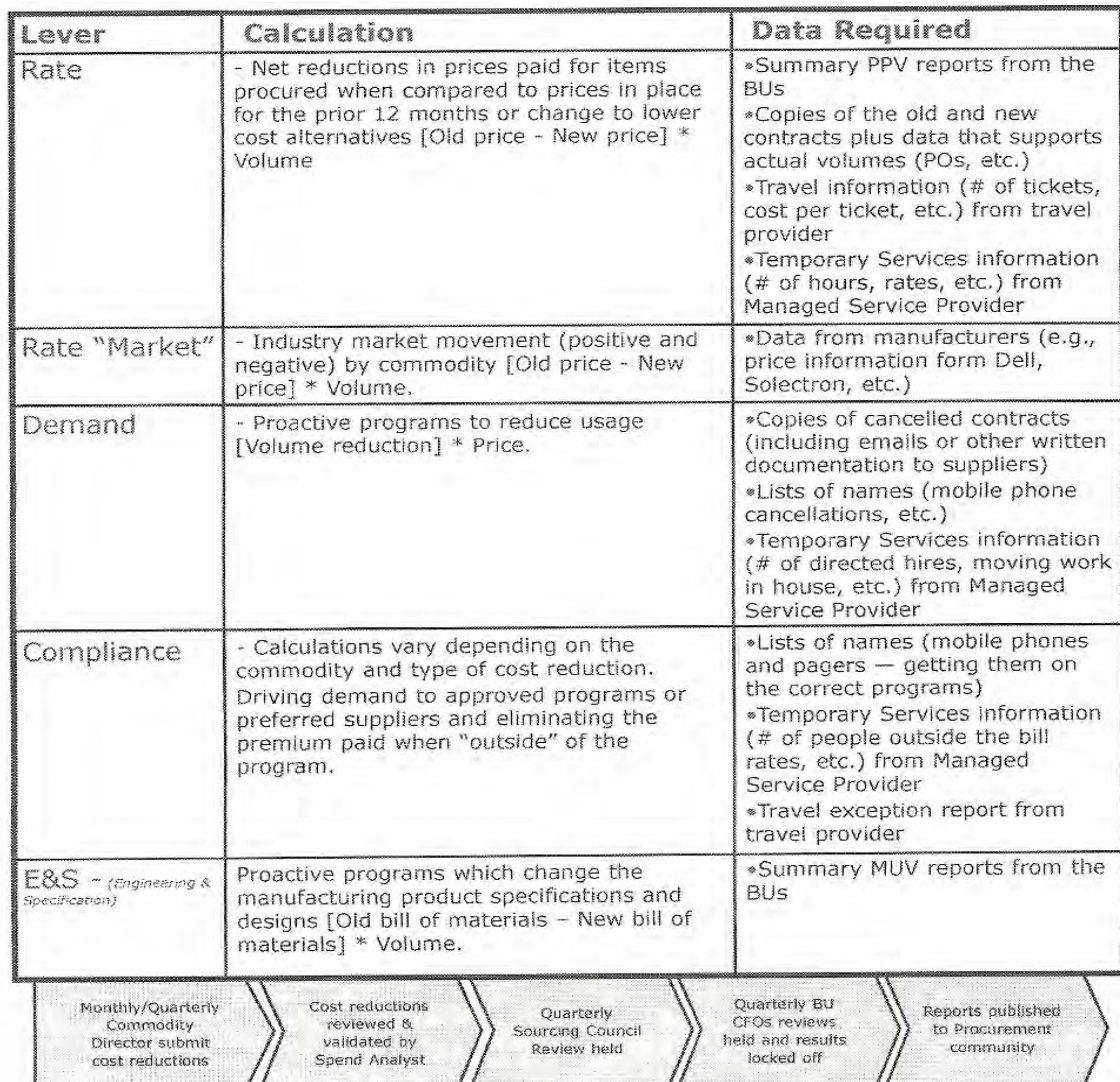 Lever
Calculation
Data Required
Rate
- Net reductions in prices paid for items
procured when compared to prices in place
for the prior 12 months or change to lower
cost alternatives [Old price - New price] *
Volume
•Summary PPV reports from the
BUs
•Copies of the old and new
contracts plus data that supports
actual volumes (POs, etc.)
•Travel information (# of tickets,
cost per ticket, etc.) from travel
provider
•Temporary Services information
(# of hours, rates, etc.) from
Managed Service Provider
Rate "Market"
- Industry market movement (positive and
negative) by commodity [Old price - New
price] * Volume.
•Data from manufacturers (e.g.,
price information form Dell,
Solectron, etc.)
Demand
- Proactive programs to reduce usage
[Volume reduction] * Price.
•Copies of cancelled contracts
(including emails or other written
documentation to suppliers)
•Lists of names (mobile phone
cancellations, etc.)
•Temporary Services information
(# of directed hires, moving work
in house, etc.) from Managed
Service Provider
Compliance
- Calculations vary depending on the
commodity and type of cost reduction.
Driving demand to approved programs or
preferred suppliers and eliminating the
premium paid when "outside" of the
program.
•Lists of names (mobile phones
and pagers — getting them on
the correct programs)
•Temporary Services information
(# of people outside the bill
rates, etc.) from Managed
Service Provider
•Travel exception report from
travel provider
E&S - (Engineering &
Specification)
Proactive programs which change the
manufacturing product specifications and
designs [Old bill of materials – New bill of
materials] * Volume.
•Summary MUV reports from the
BUs
Monthly/Quarterly
Commodity
Director submit
cost reductions
Cost reductions
reviewed &
validated by
Spend Analyst
Quarterly
Sourcing Council
Review held
Quarterly BU
CFOs reviews
held and results
locked off
Reports published
to Procurement
community